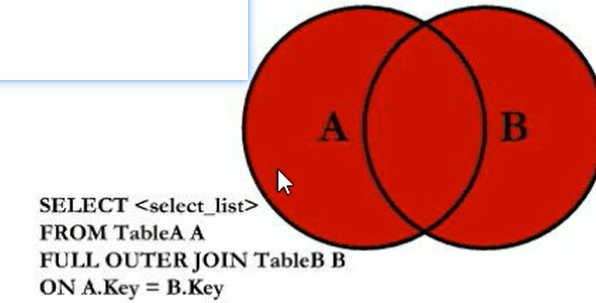 A B
SELECT <select_list>
FROM TableA A
FULL OUTER JOIN TableB B
ON A.Key = B.Key